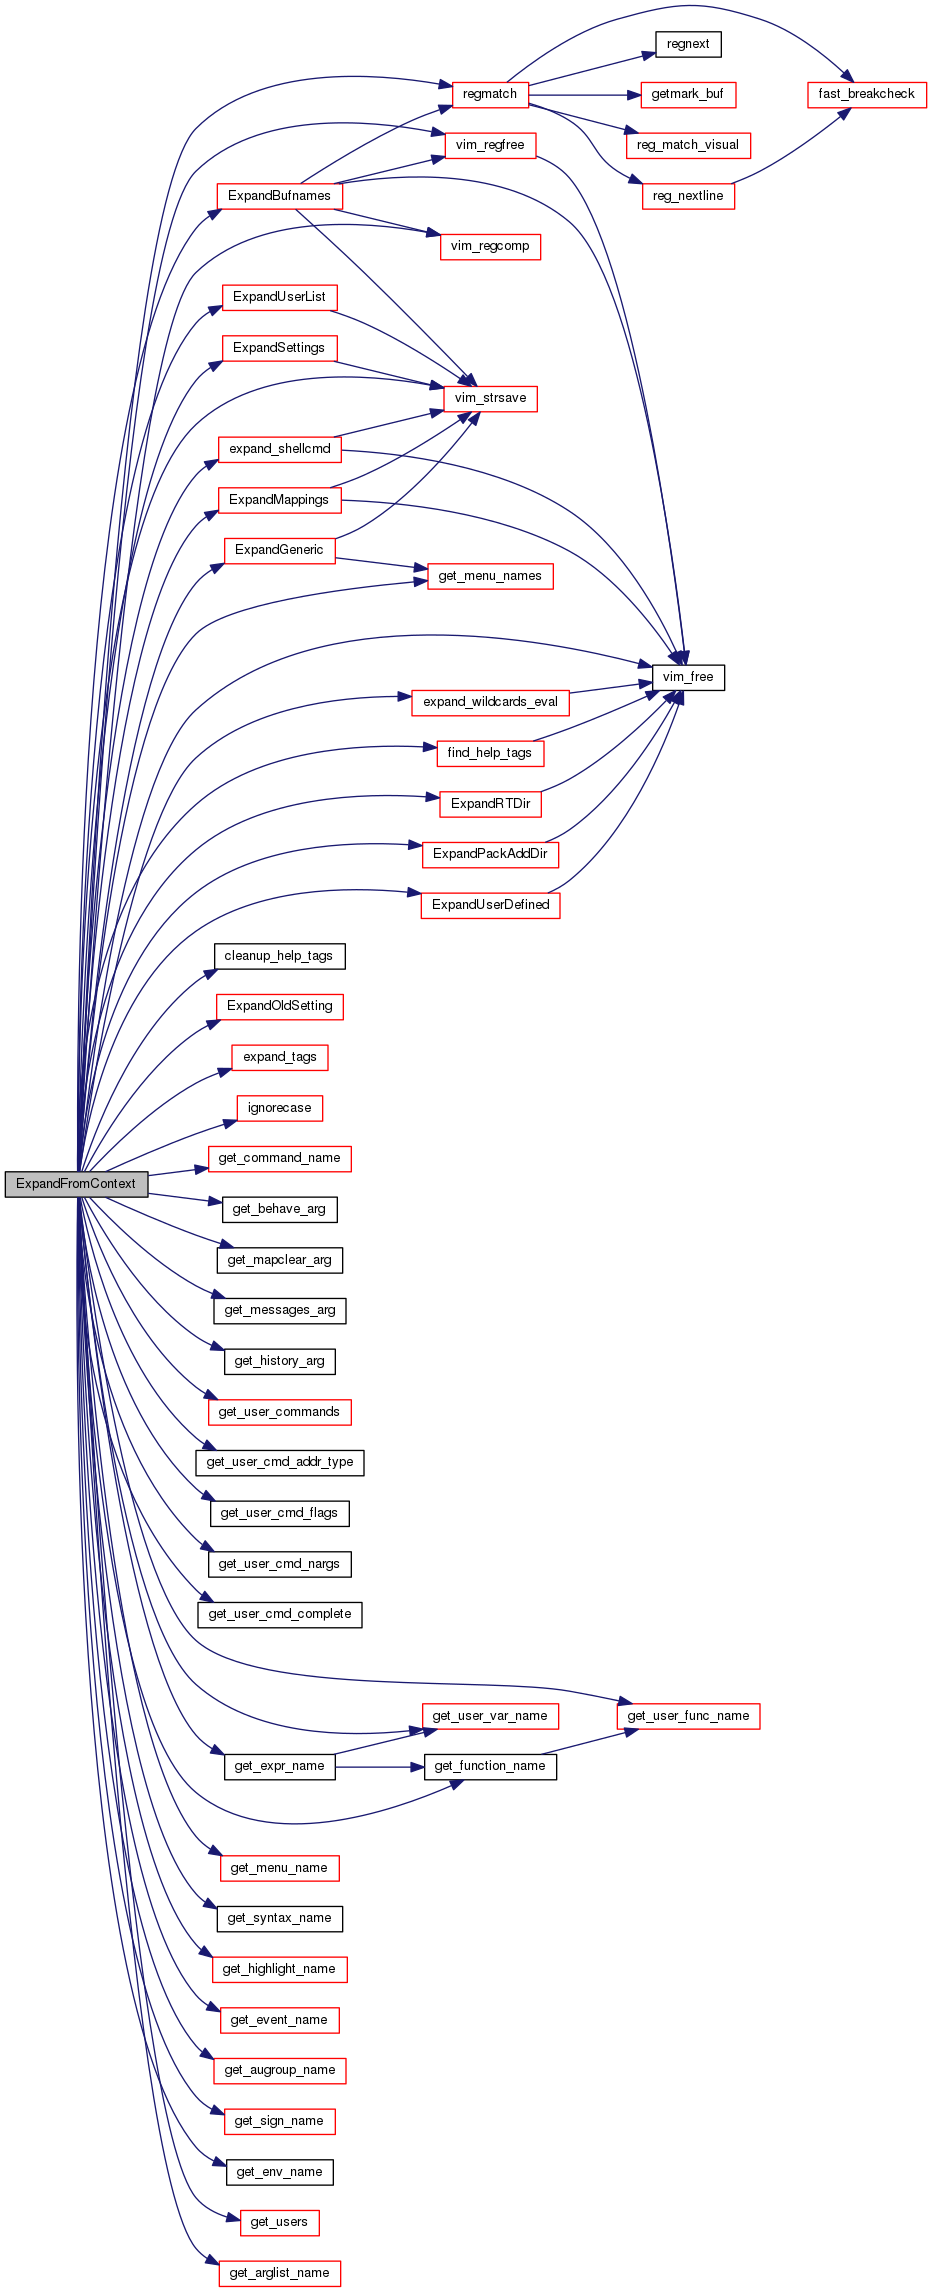 regnext
regmatch
getmark_buf
fast_breakcheck
vim_regfree
reg_match_visual
ExpandBufnames
reg_nextline
vim_regcomp
ExpandUserList
ExpandSettings
vim_strsave
expand_shellcmd
ExpandMappings
ExpandGeneric
get_menu_names
vim_free
expand_wildcards_eval
find_help_tags
ExpandRTDir
ExpandPackAddDir
ExpandUserDefined
cleanup_help_tags
ExpandOldSetting
expand_tags
ignorecase
get_command_name
ExpandFromContext
get_behave_arg
get_mapclear_arg
get_messages_arg
get_history_arg
get_user_commands
get_user_cmd_addr_type
get_user_cmd_flags
get_user_cmd_nargs
get_user_cmd_complete
get_user_var_name
get_user_func_name
get_expr_name
get_function_name
get_menu_name
get_syntax_name
get_highlight_name
get_event_name
get_augroup_name
get_sign_name
get_env_name
get_users
get_arglist_name